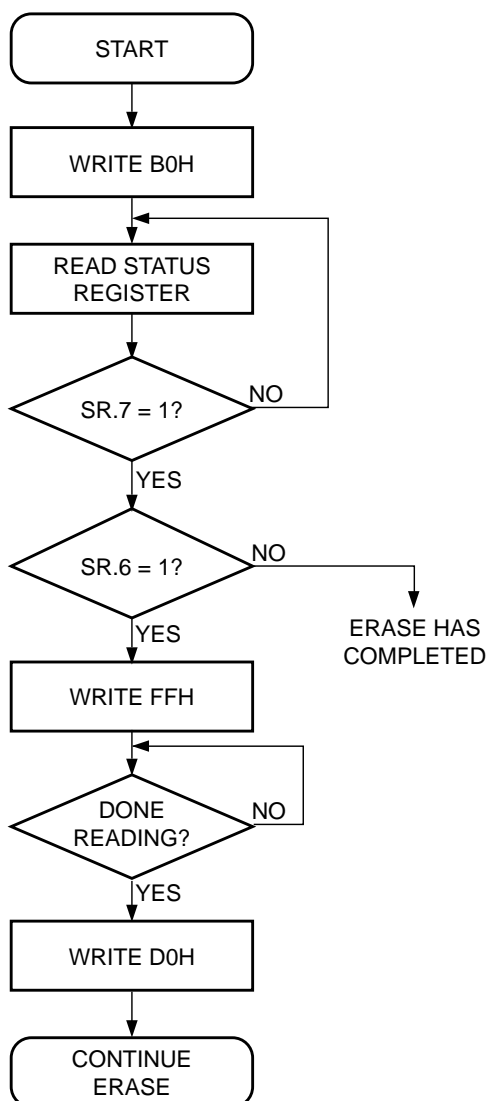 START
WRITE B0H
READ STATUS
REGISTER
SR.7 = 1?
NO
YES
SR.6 = 1?
NO
YES
ERASE HAS
COMPLETED
WRITE FFH
DONE
READING?
NO
YES
WRITE D0H
CONTINUE
ERASE